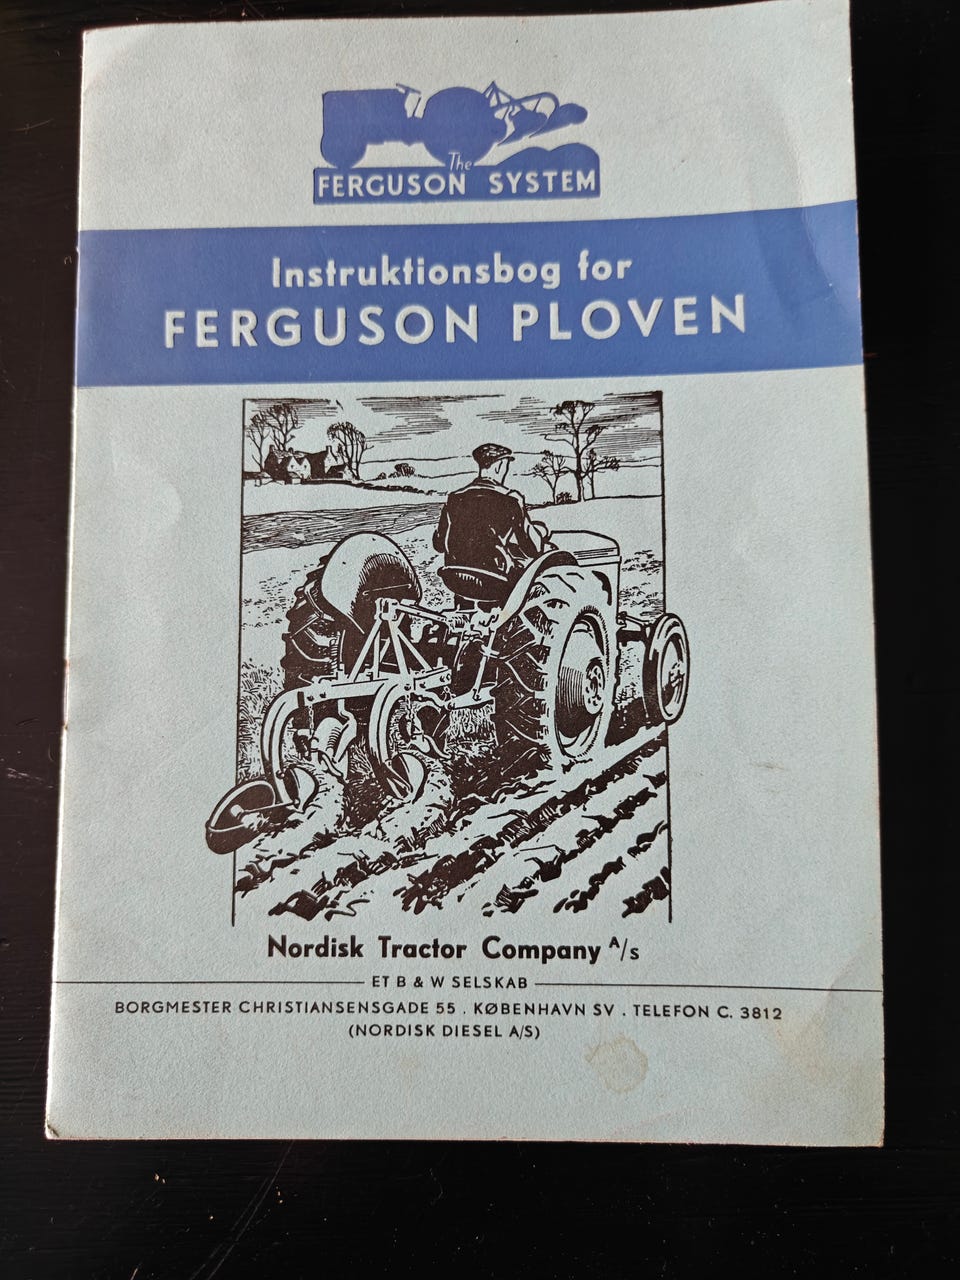 The
FERGUSON SYSTEM
Instruktionsbog for
FERGUSON PLOVEN
Nordisk Tractor Company A/s
ET B & W SELSKAB
BORGMESTER CHRISTIANSENSGADE 55 . KØBENHAVN SV . TELEFON C. 3812
(NORDISK DIESEL A/S)